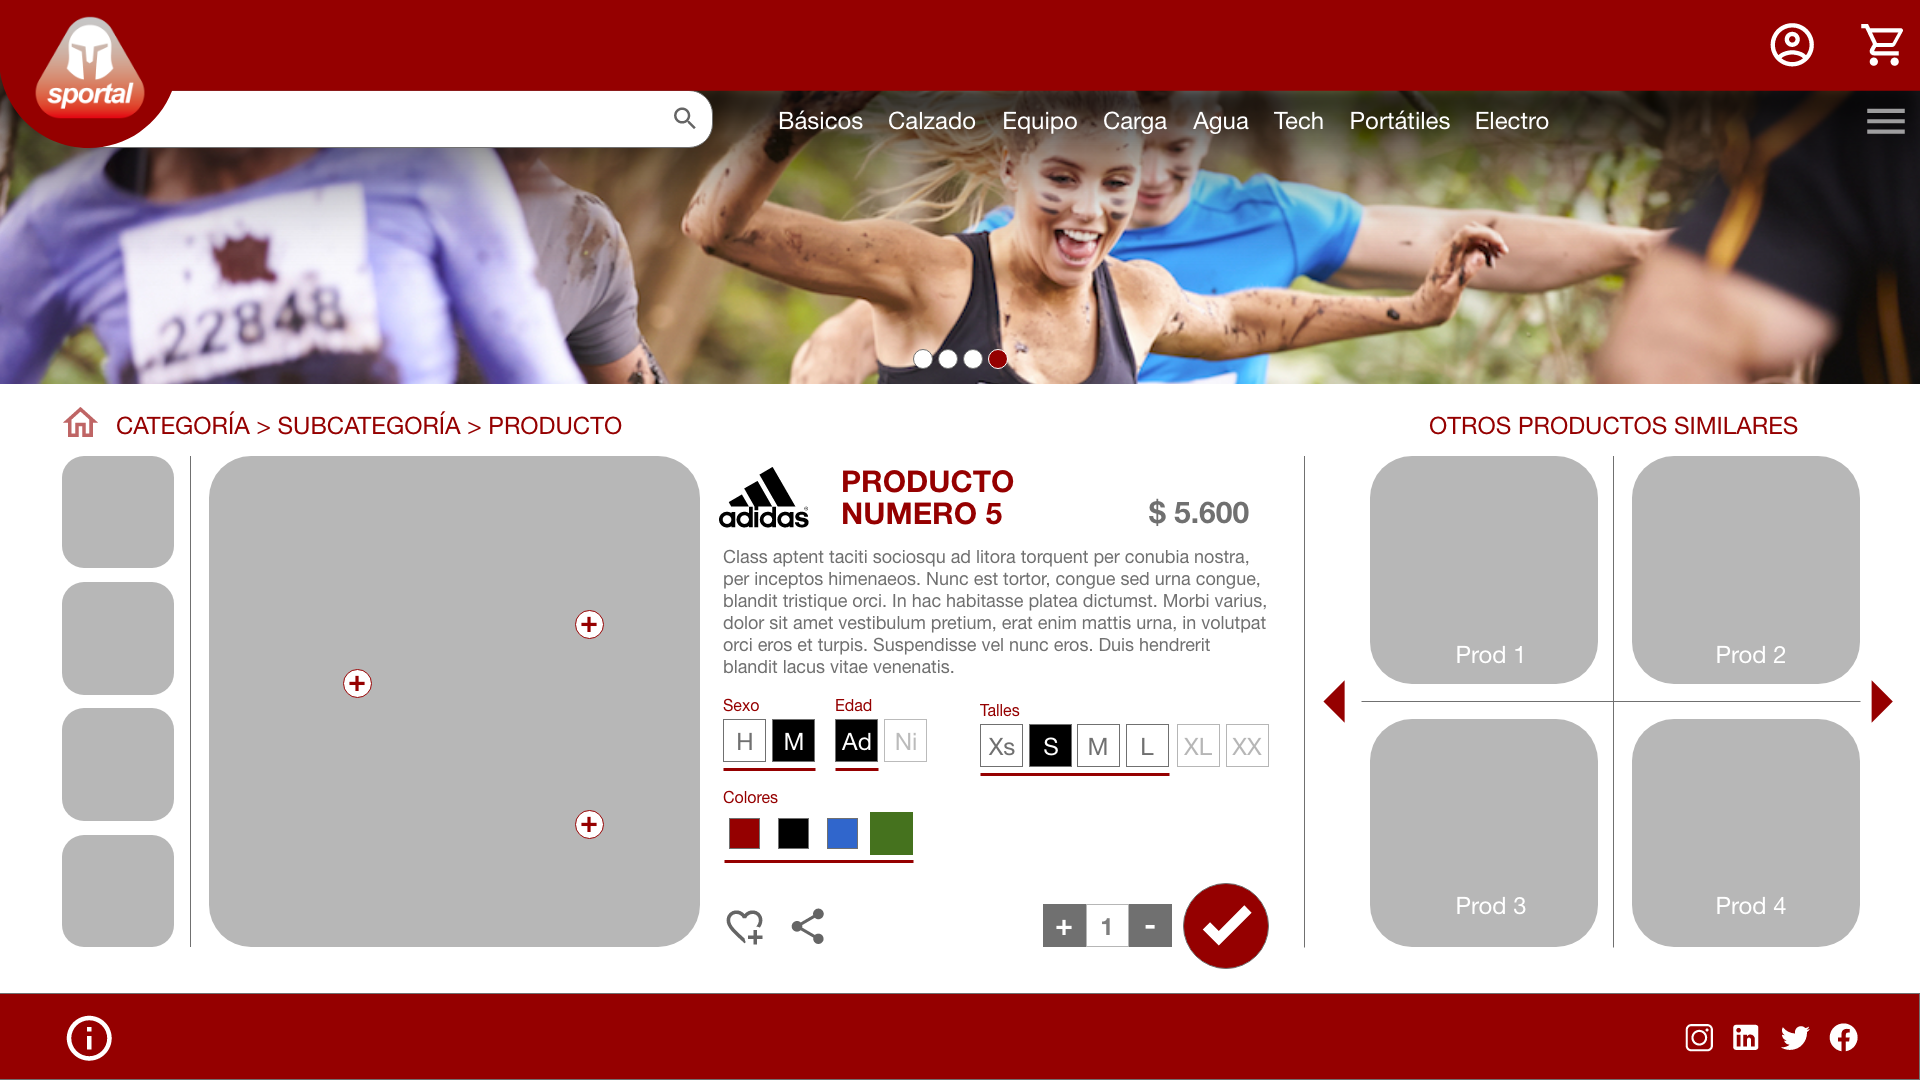 sportal
Básicos Calzado Equipo Carga Agua Tech Portátiles Electro
22848
CATEGORÍA > SUBCATEGORÍA > PRODUCTO
OTROS PRODUCTOS SIMILARES
adidas
PRODUCTO
NUMERO 5
$ 5.600
Class aptent taciti sociosqu ad litora torquent per conubia nostra,
per inceptos himenaeos. Nunc est tortor, congue sed urna congue,
blandit tristique orci. In hac habitasse platea dictumst. Morbi varius,
dolor sit amet vestibulum pretium, erat enim mattis urna, in volutpat
orci eros et turpis. Suspendisse vel nunc eros. Duis hendrerit
blandit lacus vitae venenatis.
Sexo
H M
Edad
Ad Ni
Talles
Xs S M L XL XX
Colores
+ 1 -
Prod 1
Prod 2
Prod 3
Prod 4